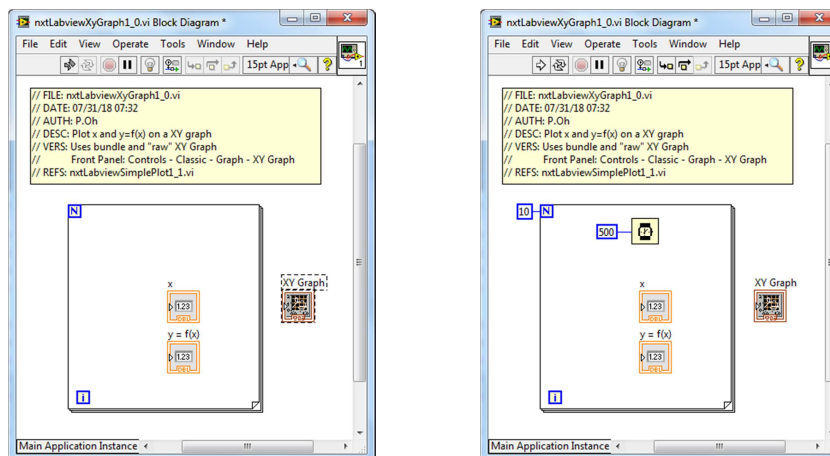 nxtLabviewXyGraph1_0.vi Block Diagram *
File Edit View Operate Tools Window Help
15pt App
// FILE: nxtLabviewXyGraph1_0.vi
// DATE: 07/31/18 07:32
// AUTH: P.Oh
// DESC: Plot x and y=f(x) on a XY graph
// VERS: Uses bundle and "raw" XY Graph
// Front Panel: Controls - Classic - Graph - XY Graph
// REFS: nxtLabviewSimplePlot1_1.vi
N
XY Graph
x
1.23
y = f(x)
1.23
i
Main Application Instance
nxtLabviewXyGraph1_0.vi Block Diagram *
File Edit View Operate Tools Window Help
15pt App
// FILE: nxtLabviewXyGraph1_0.vi
// DATE: 07/31/18 07:32
// AUTH: P.Oh
// DESC: Plot x and y=f(x) on a XY graph
// VERS: Uses bundle and "raw" XY Graph
// Front Panel: Controls - Classic - Graph - XY Graph
// REFS: nxtLabviewSimplePlot1_1.vi
10 N
500
XY Graph
x
1.23
y = f(x)
1.23
i
Main Application Instance